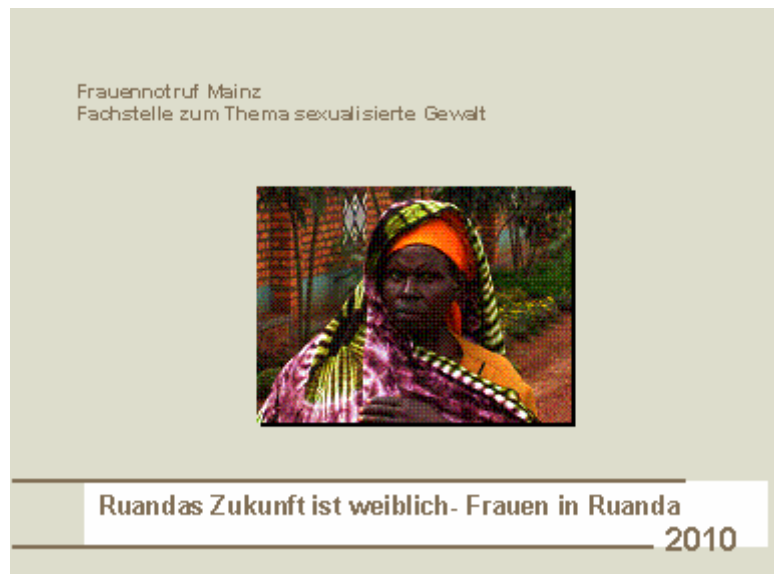 Frauennotruf Mainz
Fachstelle zum Thema sexualisierte Gewalt
Ruandas Zukunft ist weiblich- Frauen in Ruanda
2010